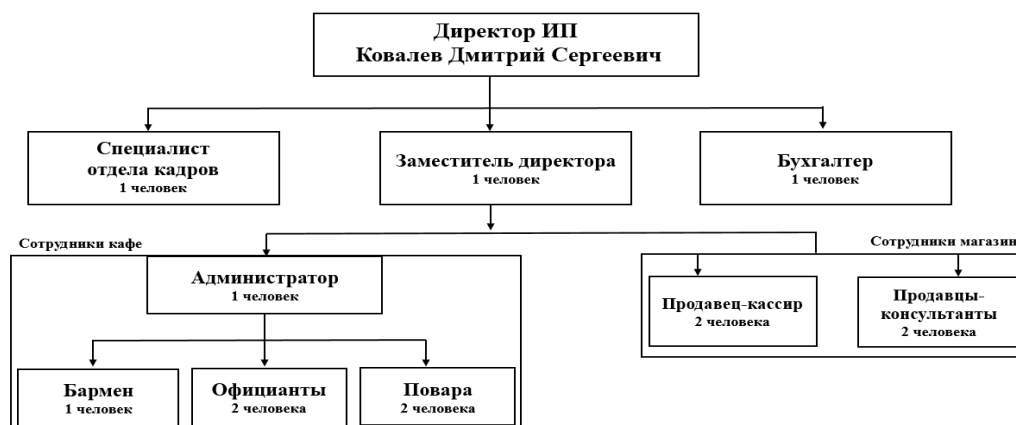 Директор ИП
Ковалев Дмитрий Сергеевич
Специалист
отдела кадров
1 человек
Заместитель директора
1 человек
Бухгалтер
1 человек
Сотрудники кафе
Сотрудники магазин
Администратор
1 человек
Продавец-кассир
2 человека
Продавцы-
консультанты
2 человека
Бармен
1 человек
Официанты
2 человека
Повара
2 человека